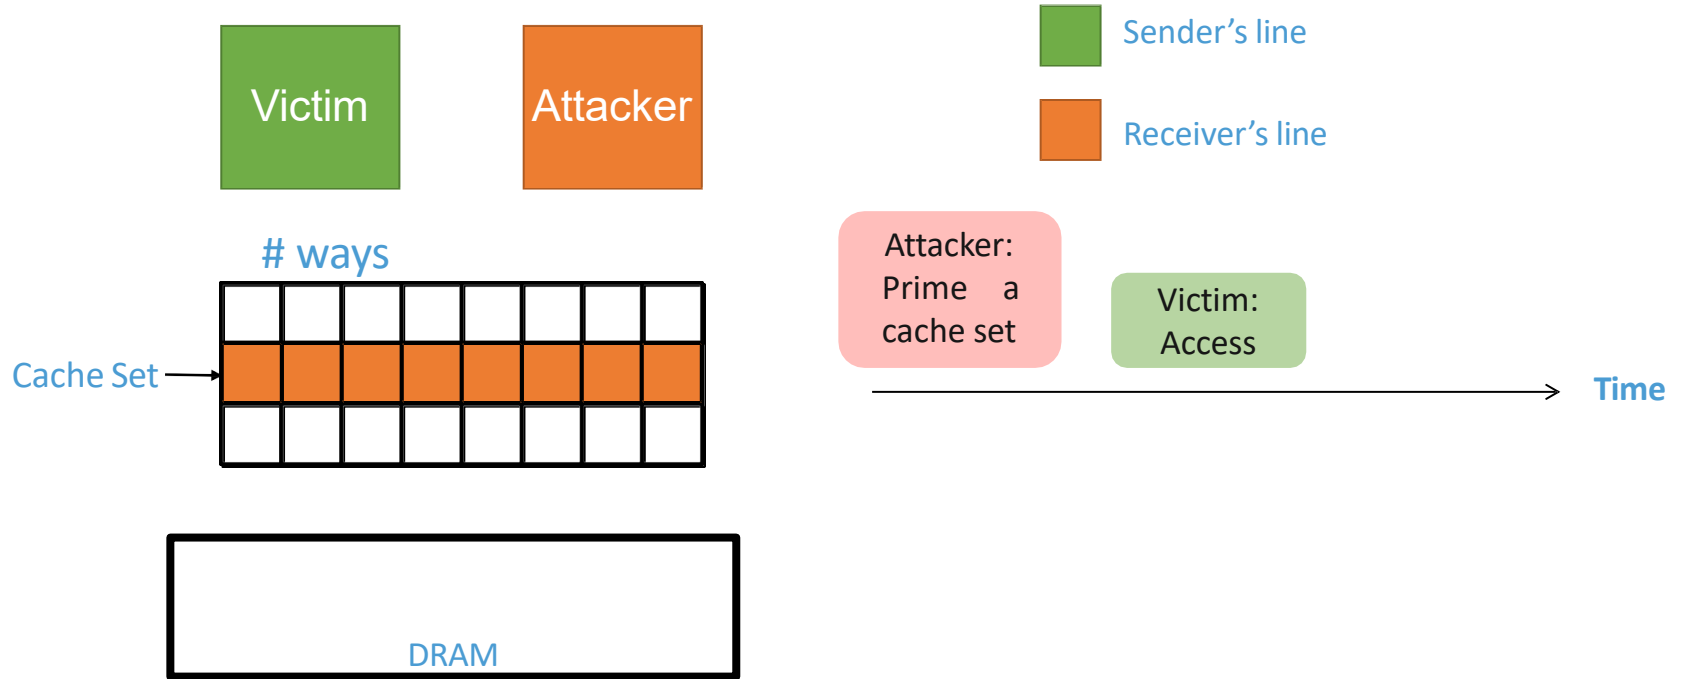 Victim
Attacker
Sender’s line
Receiver’s line
# ways
Cache Set
Attacker:
Prime a
cache set
Victim:
Access
Time
DRAM